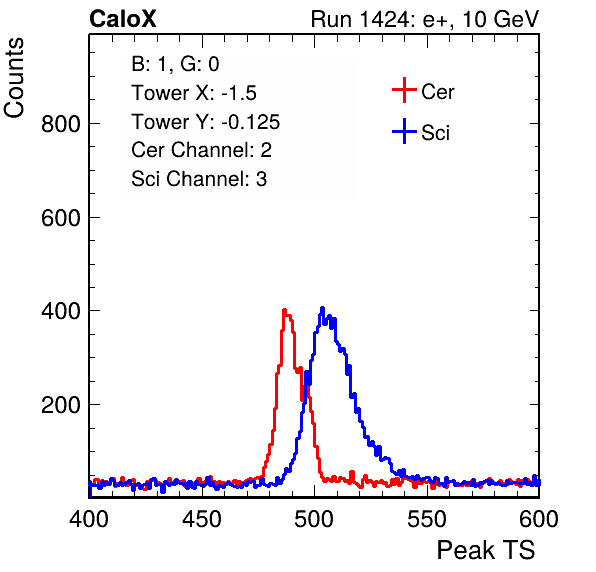 CaloX Run 1424: e+, 10 GeV
B: 1, G: 0
Tower X: -1.5
Tower Y: -0.125
Cer Channel: 2
Sci Channel: 3
Cer
Sci
Counts
800
600
400
200
400 450 500 550 600
Peak TS